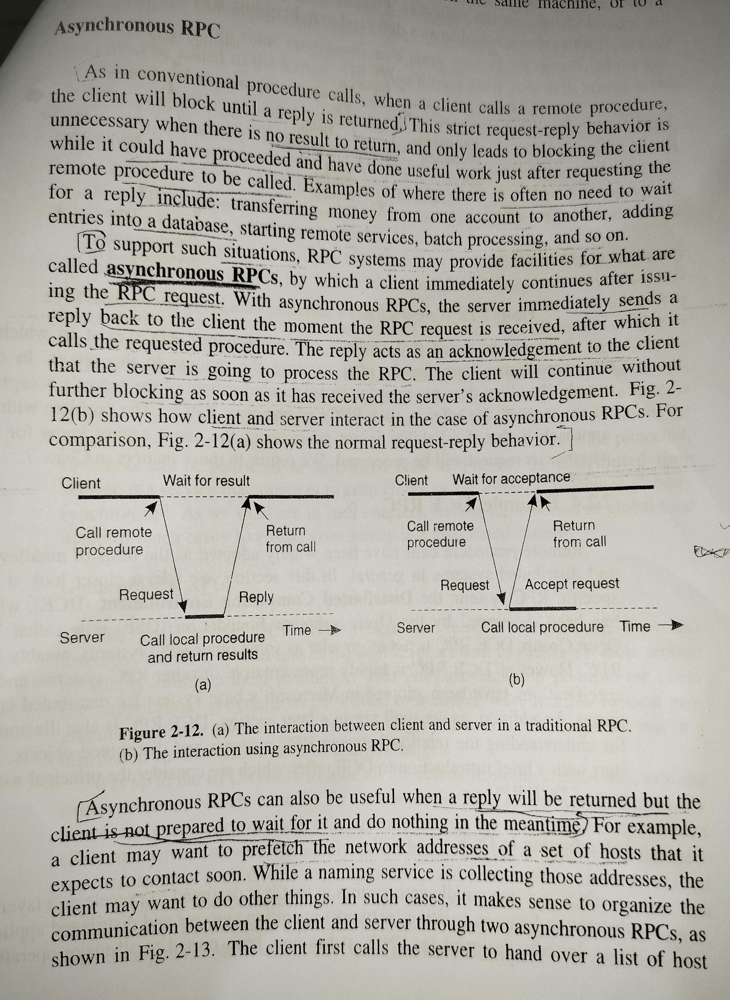 the same machine, or to a
Asynchronous RPC
As in conventional procedure calls, when a client calls a remote procedure,
the client will block until a reply is returned. This strict request-reply behavior is
unnecessary when there is no result to return, and only leads to blocking the client
while it could have proceeded and have done useful work just after requesting the
remote procedure to be called. Examples of where there is often no need to wait
for a reply include: transferring money from one account to another, adding
entries into a database, starting remote services, batch processing, and so on.
To support such situations, RPC systems may provide facilities for what are
called asynchronous RPCs, by which a client immediately continues after issu-
ing the RPC request. With asynchronous RPCs, the server immediately sends a
reply back to the client the moment the RPC request is received, after which it
calls the requested procedure. The reply acts as an acknowledgement to the client
that the server is going to process the RPC. The client will continue without
further blocking as soon as it has received the server's acknowledgement. Fig. 2-
12(b) shows how client and server interact in the case of asynchronous RPCs. For
comparison, Fig. 2-12(a) shows the normal request-reply behavior.
Client Wait for result
Call remote
procedure
Return
from call
Request Reply
Server
Call local procedure
and return results
Time
(a)
Client Wait for acceptance
Call remote
procedure
Return
from call
Request Accept request
Server Call local procedure Time
(b)
Figure 2-12. (a) The interaction between client and server in a traditional RPC.
(b) The interaction using asynchronous RPC.
Asynchronous RPCs can also be useful when a reply will be returned but the
client is not prepared to wait for it and do nothing in the meantime. For example,
a client may want to prefetch the network addresses of a set of hosts that it
expects to contact soon. While a naming service is collecting those addresses, the
client may want to do other things. In such cases, it makes sense to organize the
communication between the client and server through two asynchronous RPCs, as
shown in Fig. 2-13. The client first calls the server to hand over a list of host